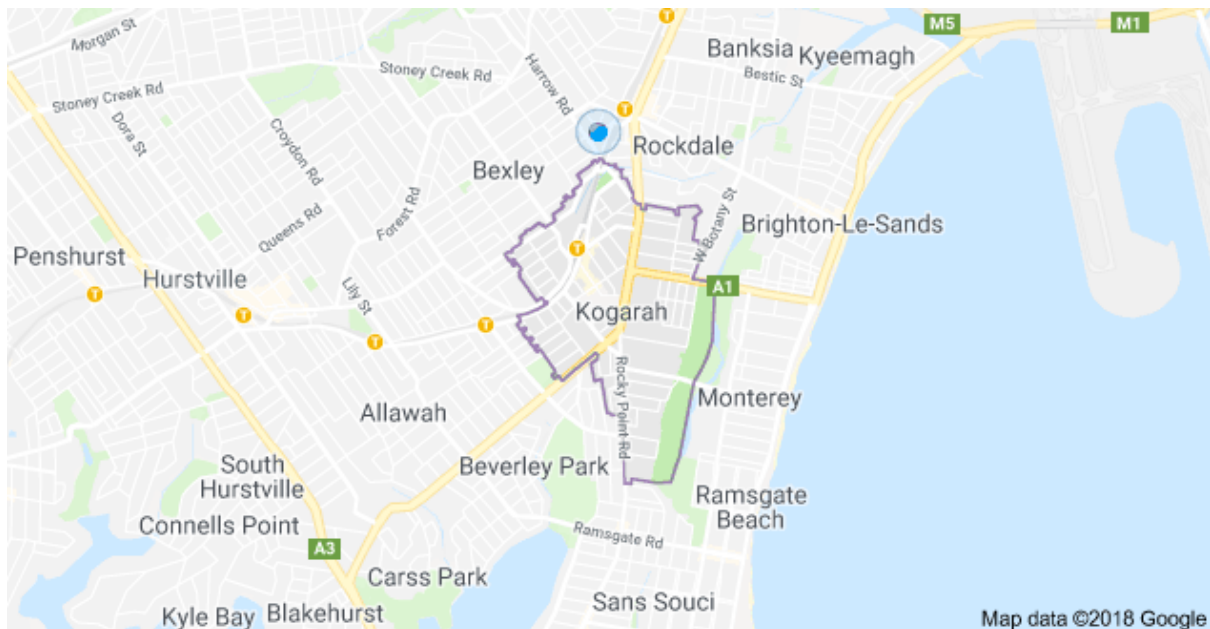 M5
M1
Morgan St
Banksia
Kyeemagh
Bestic St
Stoney Creek Rd
Stoney Creek Rd
Harrow Rd
T
T
Dora St
Croydon Rd
Rockdale
Bexley
Forest Rd
Queens Rd
W Botany St
Brighton-Le-Sands
Penshurst
T
Hurstville
Lily St
A1
T
T
T
T
Kogarah
Rocky Point Rd
Monterey
Allawah
Beverley Park
South
Hurstville
Ramsgate
Beach
Connells Point
Ramsgate Rd
A3
Carss Park
Sans Souci
Kyle Bay
Blakehurst
Map data ©2018 Google